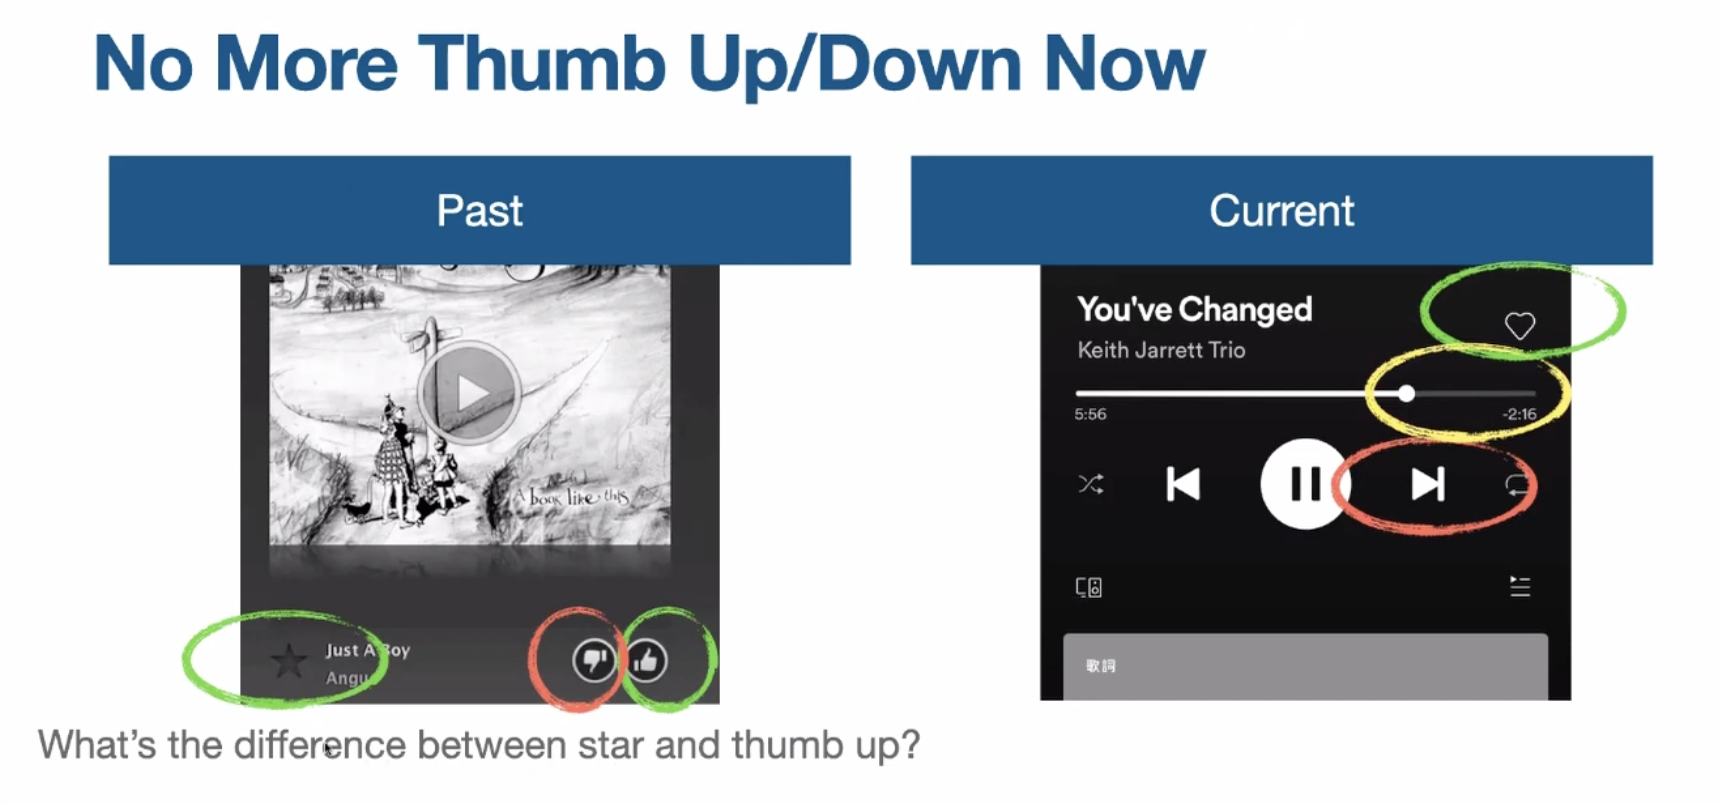 No More Thumb Up/Down Now
Past
Current
A book like this
Just A Boy
Angu
You've Changed
Keith Jarrett Trio
5:56
-2:16
歌詞
What's the difference between star and thumb up?